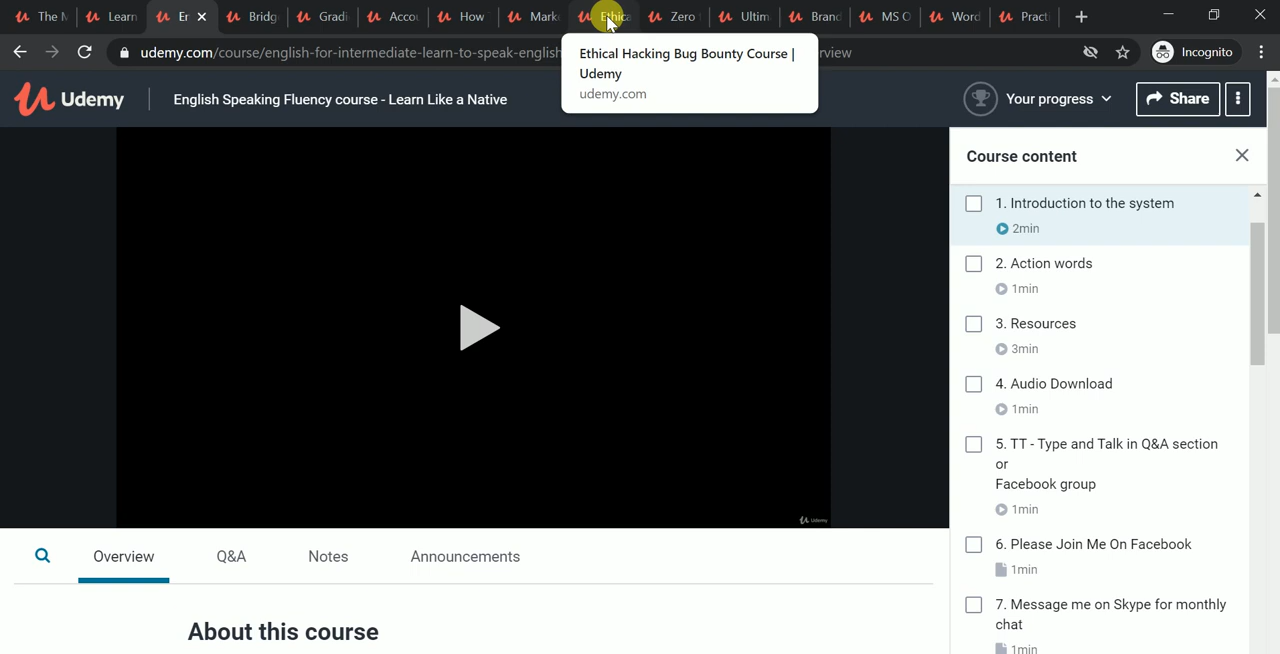 The M
Learn
Er
Bridg
Gradi
Accou
How
Marke
Ethica
Zero
Ultim
Brand
MS O
Word
Practi
udemy.com/course/english-for-intermediate-learn-to-speak-english
rview
Incognito
Ethical Hacking Bug Bounty Course |
Udemy
udemy.com
Udemy
English Speaking Fluency course - Learn Like a Native
Your progress
Share
Course content
1. Introduction to the system
2min
2. Action words
1min
3. Resources
3min
4. Audio Download
1min
5. TT - Type and Talk in Q&A section
or
Facebook group
1min
6. Please Join Me On Facebook
1min
7. Message me on Skype for monthly
chat
1min
Udemy
Overview
Q&A
Notes
Announcements
About this course